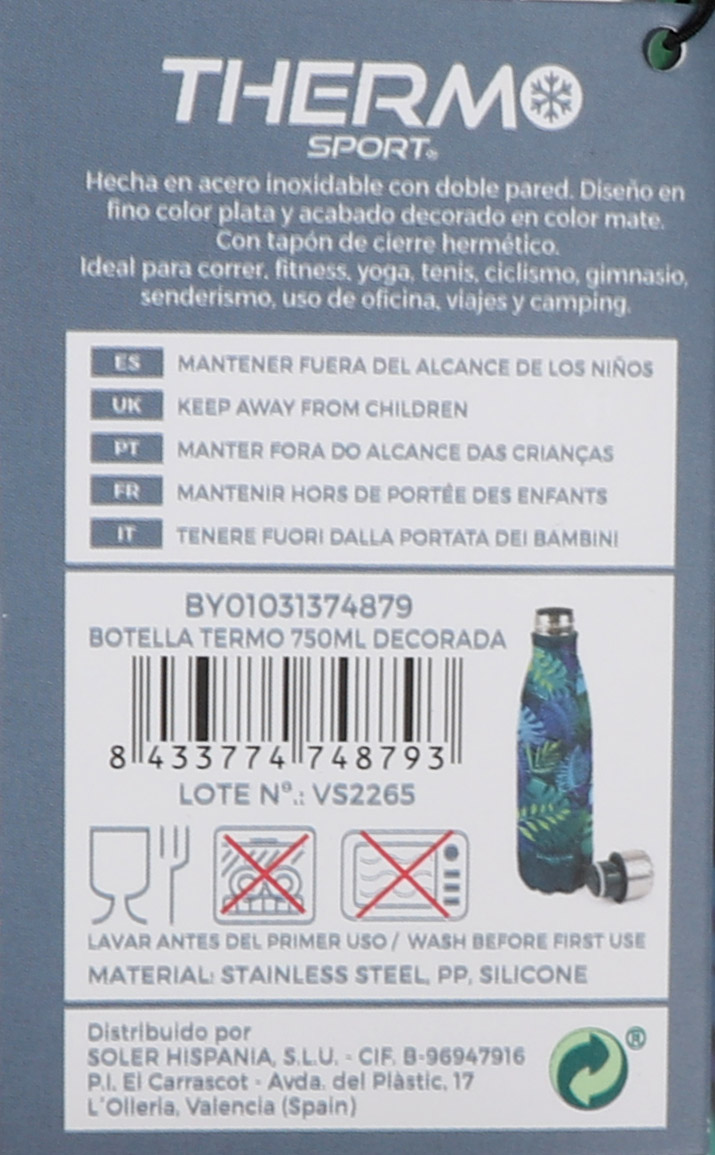 THERMO
SPORT®
Hecha en acero inoxidable con doble pared. Diseño en
fino color plata y acabado decorado en color mate.
Con tapón de cierre hermético.
Ideal para correr, fitness, yoga, tenis, ciclismo, gimnasio,
senderismo, uso de oficina, viajes y camping.
ES MANTENER FUERA DEL ALCANCE DE LOS NIÑOS
UK KEEP AWAY FROM CHILDREN
PT MANTER FORA DO ALCANCE DAS CRIANÇAS
FR MANTENIR HORS DE PORTÉE DES ENFANTS
IT TENERE FUORI DALLA PORTATA DEI BAMBINI
BY01031374879
BOTELLA TERMO 750ML DECORADA
8 433774 748793
LOTE Nº.: VS2265
LAVAR ANTES DEL PRIMER USO / WASH BEFORE FIRST USE
MATERIAL: STAINLESS STEEL, PP, SILICONE
Distribuido por
SOLER HISPANIA, S.L.U. - CIF. B-96947916
P.I. El Carrascot - Avda. del Plàstic, 17
L'Olleria, Valencia (Spain)
®